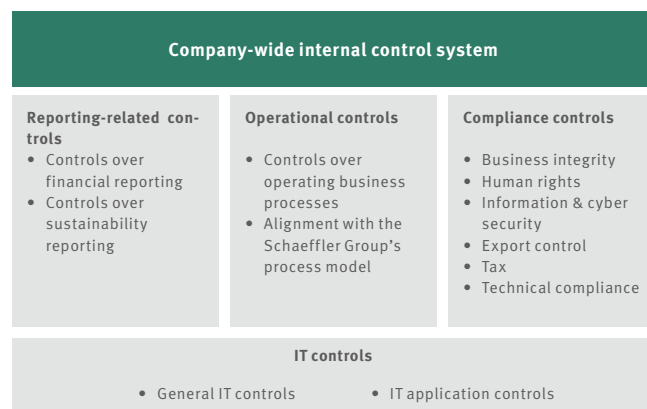 Company-wide internal control system
Reporting-related con-
trols
• Controls over
financial reporting
• Controls over
sustainability
reporting
Operational controls
• Controls over
operating business
processes
• Alignment with the
Schaeffler Group's
process model
Compliance controls
• Business integrity
• Human rights
• Information & cyber
security
• Export control
• Tax
• Technical compliance
IT controls
• General IT controls • IT application controls